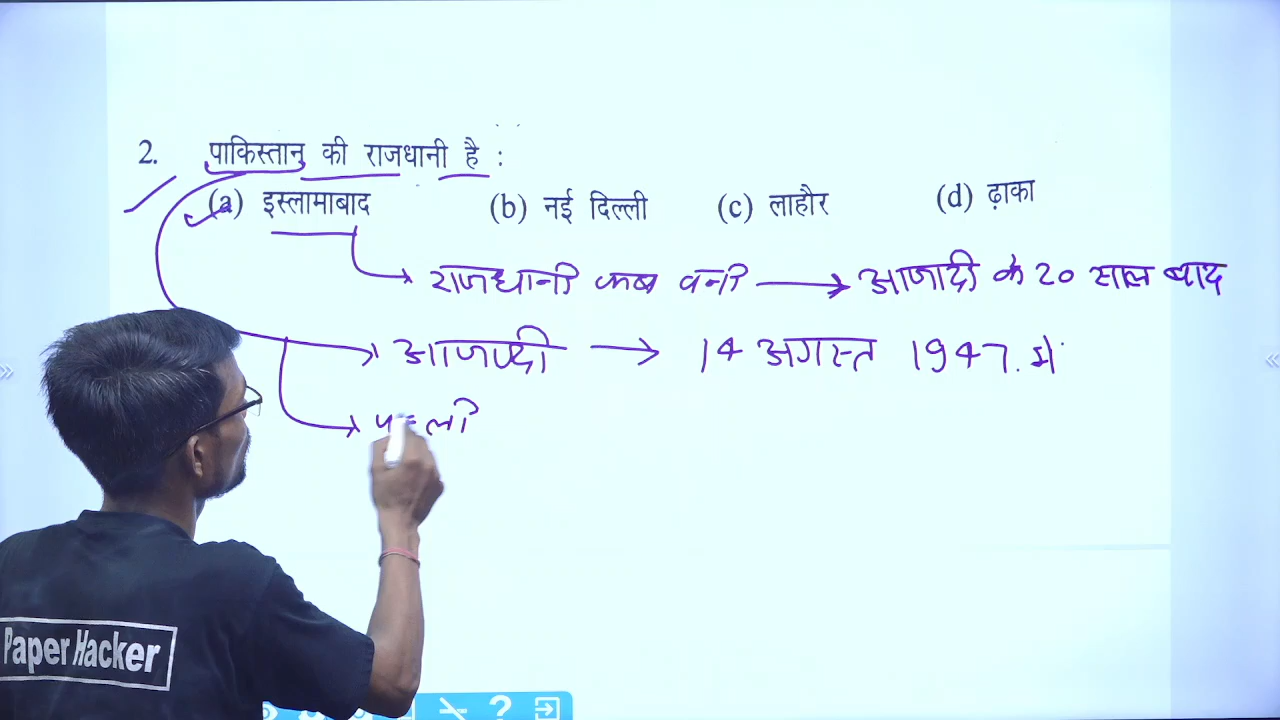 2. पाकिस्तान की राजधानी है :
(a) इस्लामाबाद (b) नई दिल्ली (c) लाहौर (d) ढ़ाका
राजधानी कब बनी → आजादी के 20 साल बाद
आजादी → 14 अगस्त 1947. में
पहली
Paper Hacker